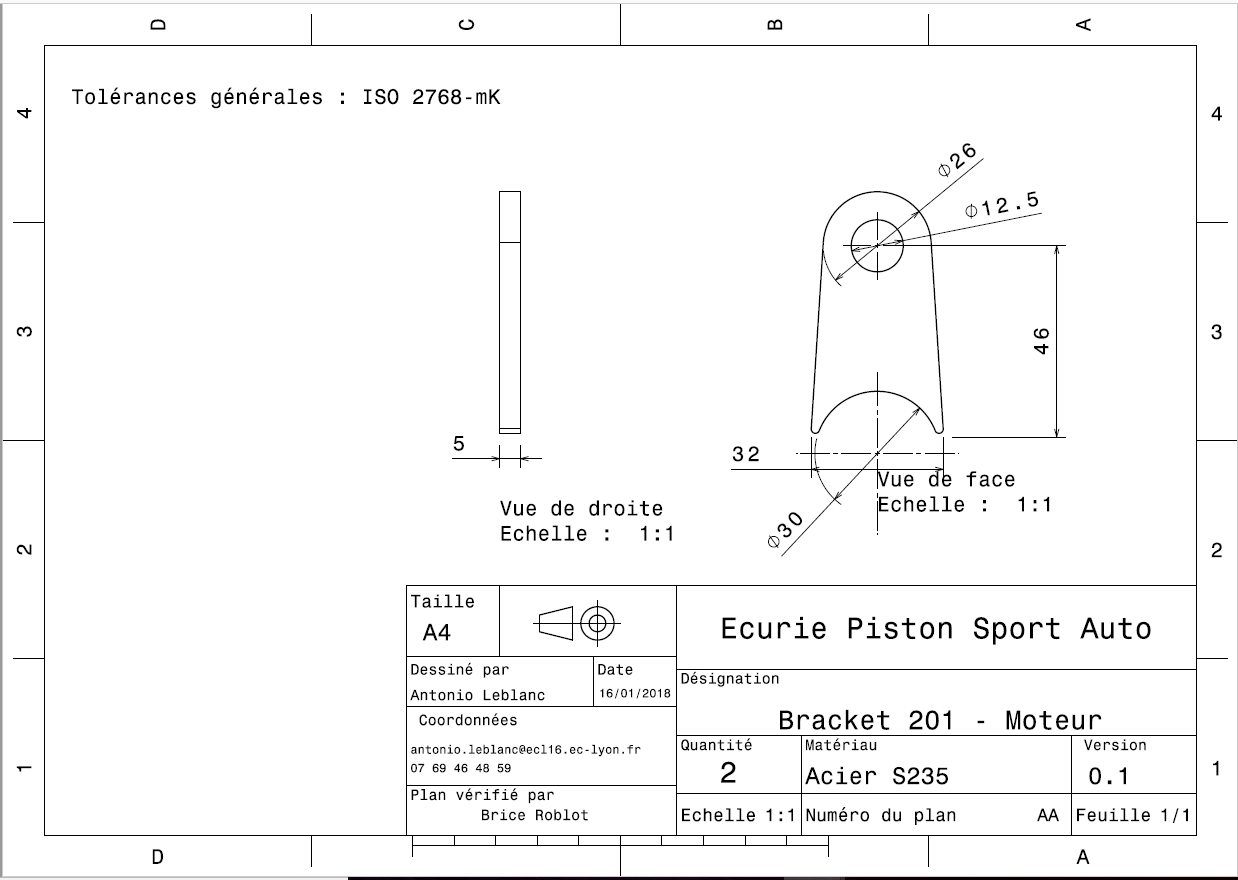 D C B A
4 4
Tolérances générales : ISO 2768-mK
⌀26
⌀12.5
3 3
46
5
32
Vue de face
Echelle : 1:1
Vue de droite
Echelle : 1:1
⌀30
2 2
Taille
A4
Ecurie Piston Sport Auto
Dessiné par
Antonio Leblanc
Date
16/01/2018
Désignation
Bracket 201 - Moteur
Coordonnées
antonio.leblanc@ecl16.ec-lyon.fr
07 69 46 48 59
Quantité
2
Matériau
Acier S235
Version
0.1
1 1
Plan vérifié par
Brice Roblot
Echelle 1:1
Numéro du plan AA
Feuille 1/1
D A